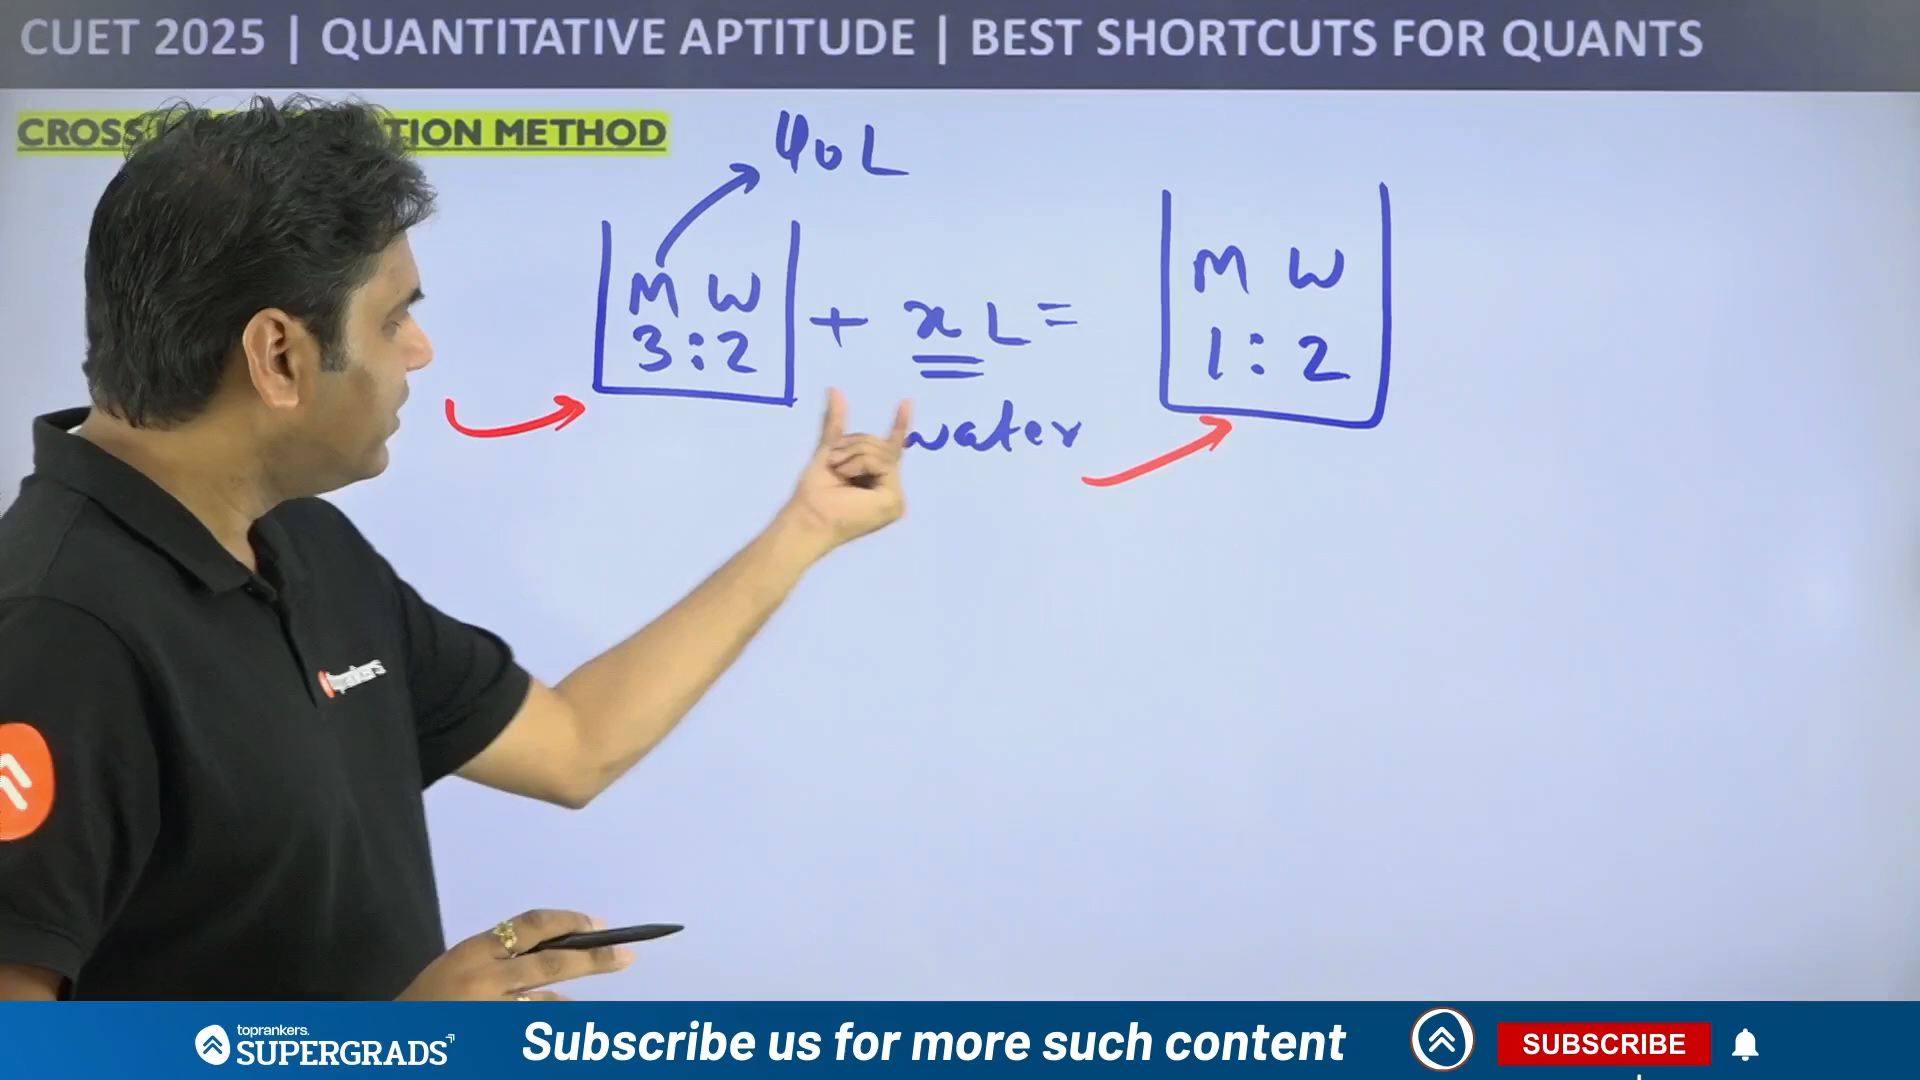 CUET 2025 | QUANTITATIVE APTITUDE | BEST SHORTCUTS FOR QUANTS
CROSS TION METHOD
40 L
M W
3:2
+ x L =
water
M W
1:2
toprankers.
SUPERGRADS
Subscribe us for more such content
SUBSCRIBE